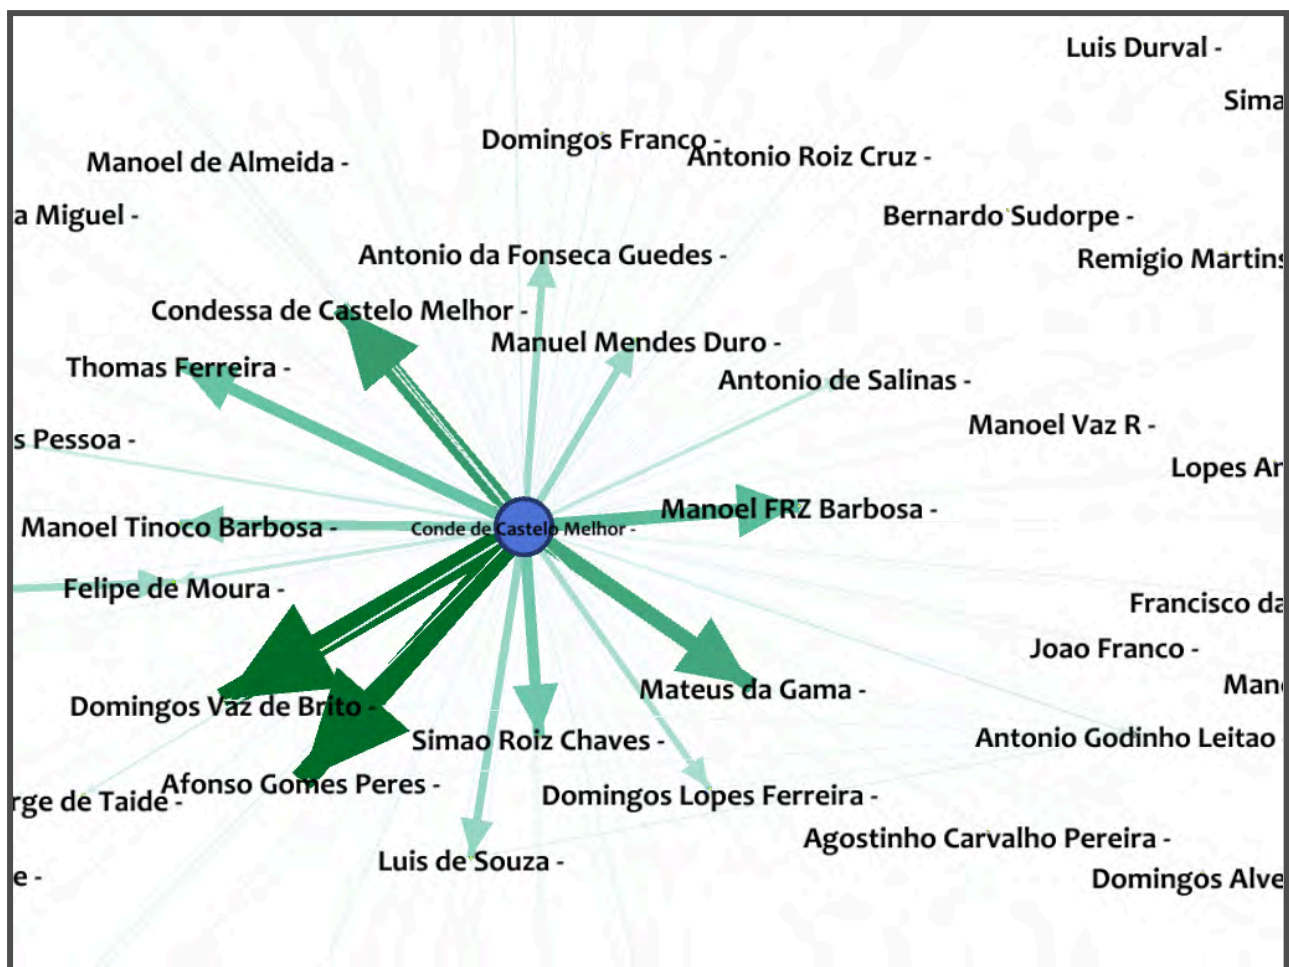 Luis Durval -
Sima
Domingos Franco -
Antonio Roiz Cruz -
Manoel de Almeida -
a Miguel -
Bernardo Sudorpe -
Antonio da Fonseca Guedes -
Remigio Martins
Condessa de Castelo Melhor -
Manuel Mendes Duro -
Thomas Ferreira -
Antonio de Salinas -
Manoel Vaz R -
s Pessoa -
Lopes Ar
Manoel FRZ Barbosa -
Manoel Tinoco Barbosa -
Conde de Castelo Melhor -
Felipe de Moura -
Francisco da
Joao Franco -
Mateus da Gama -
Man
Domingos Vaz de Brito -
Simao Roiz Chaves -
Antonio Godinho Leitao
Afonso Gomes Peres -
rge de Taide -
Domingos Lopes Ferreira -
Agostinho Carvalho Pereira -
Luis de Souza -
e -
Domingos Alve